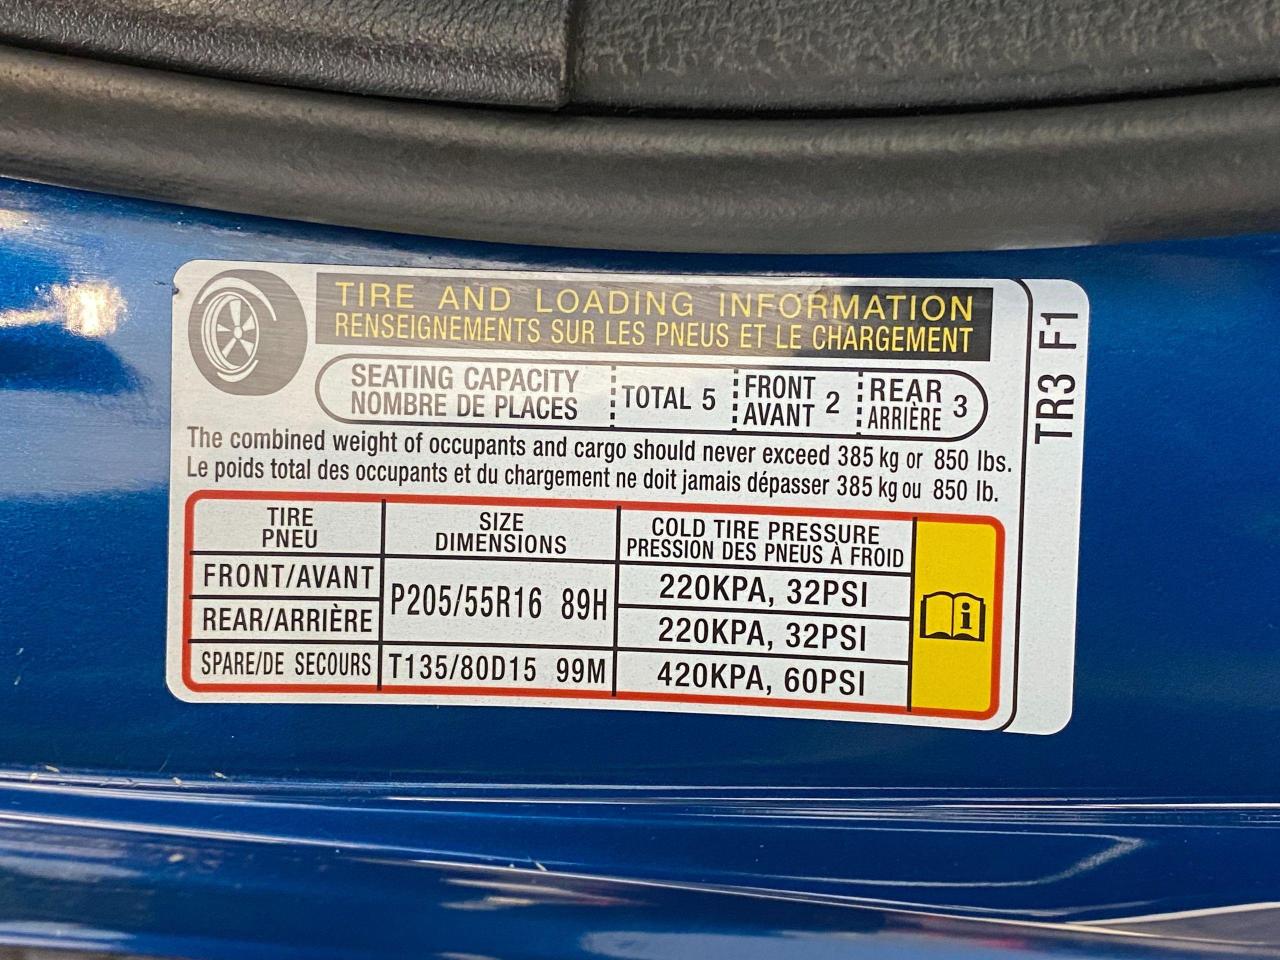 TIRE AND LOADING INFORMATION
RENSEIGNEMENTS SUR LES PNEUS ET LE CHARGEMENT
SEATING CAPACITY
NOMBRE DE PLACES
TOTAL 5
FRONT
AVANT 2
REAR
ARRIÈRE 3
The combined weight of occupants and cargo should never exceed 385 kg or 850 lbs.
Le poids total des occupants et du chargement ne doit jamais dépasser 385 kg ou 850 lb.
TIRE
PNEU
SIZE
DIMENSIONS
COLD TIRE PRESSURE
PRESSION DES PNEUS À FROID
FRONT/AVANT
P205/55R16 89H
220KPA, 32PSI
REAR/ARRIÈRE
220KPA, 32PSI
SPARE/DE SECOURS
T135/80D15 99M
420KPA, 60PSI
i
TR3 F1